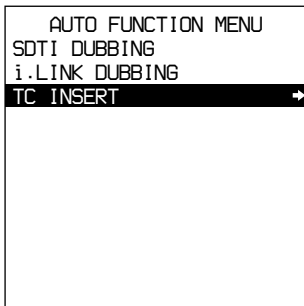 AUTO FUNCTION MENU
SDTI DUBBING
i.LINK DUBBING
TC INSERT